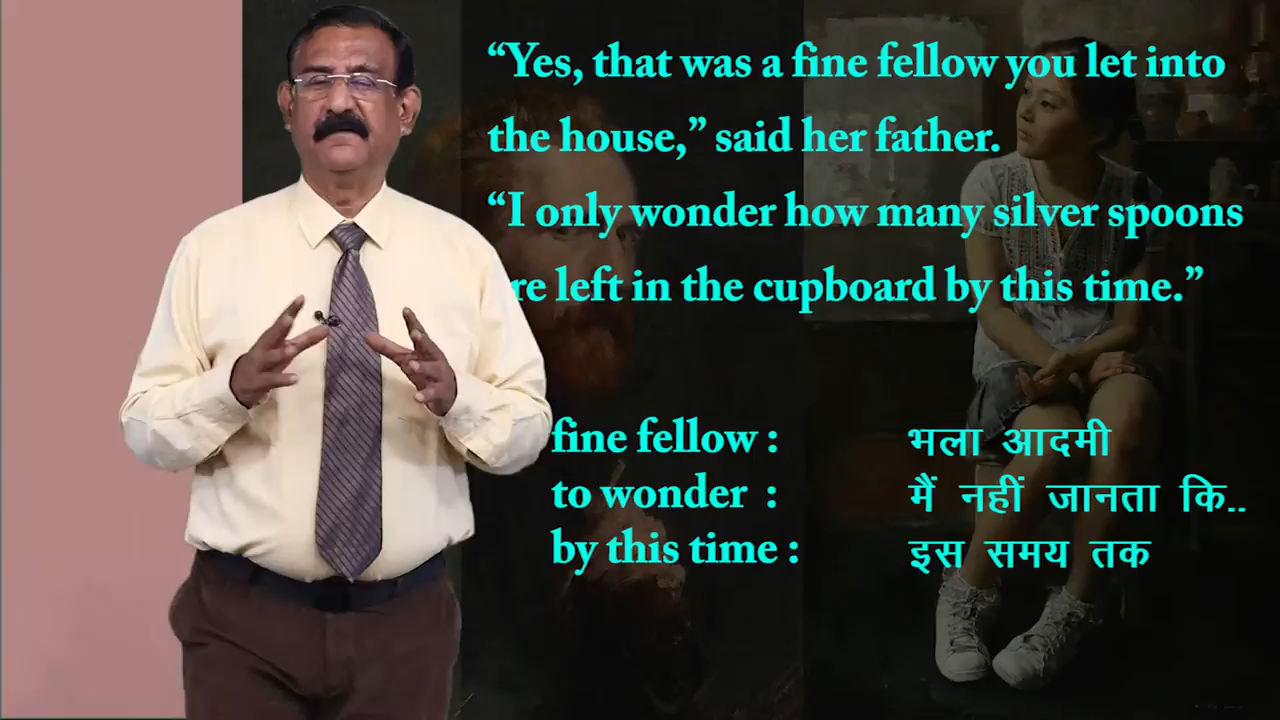 “Yes, that was a fine fellow you let into
the house,” said her father.
“I only wonder how many silver spoons
re left in the cupboard by this time.”
fine fellow : भला आदमी
to wonder : मैं नहीं जानता कि..
by this time : इस समय तक